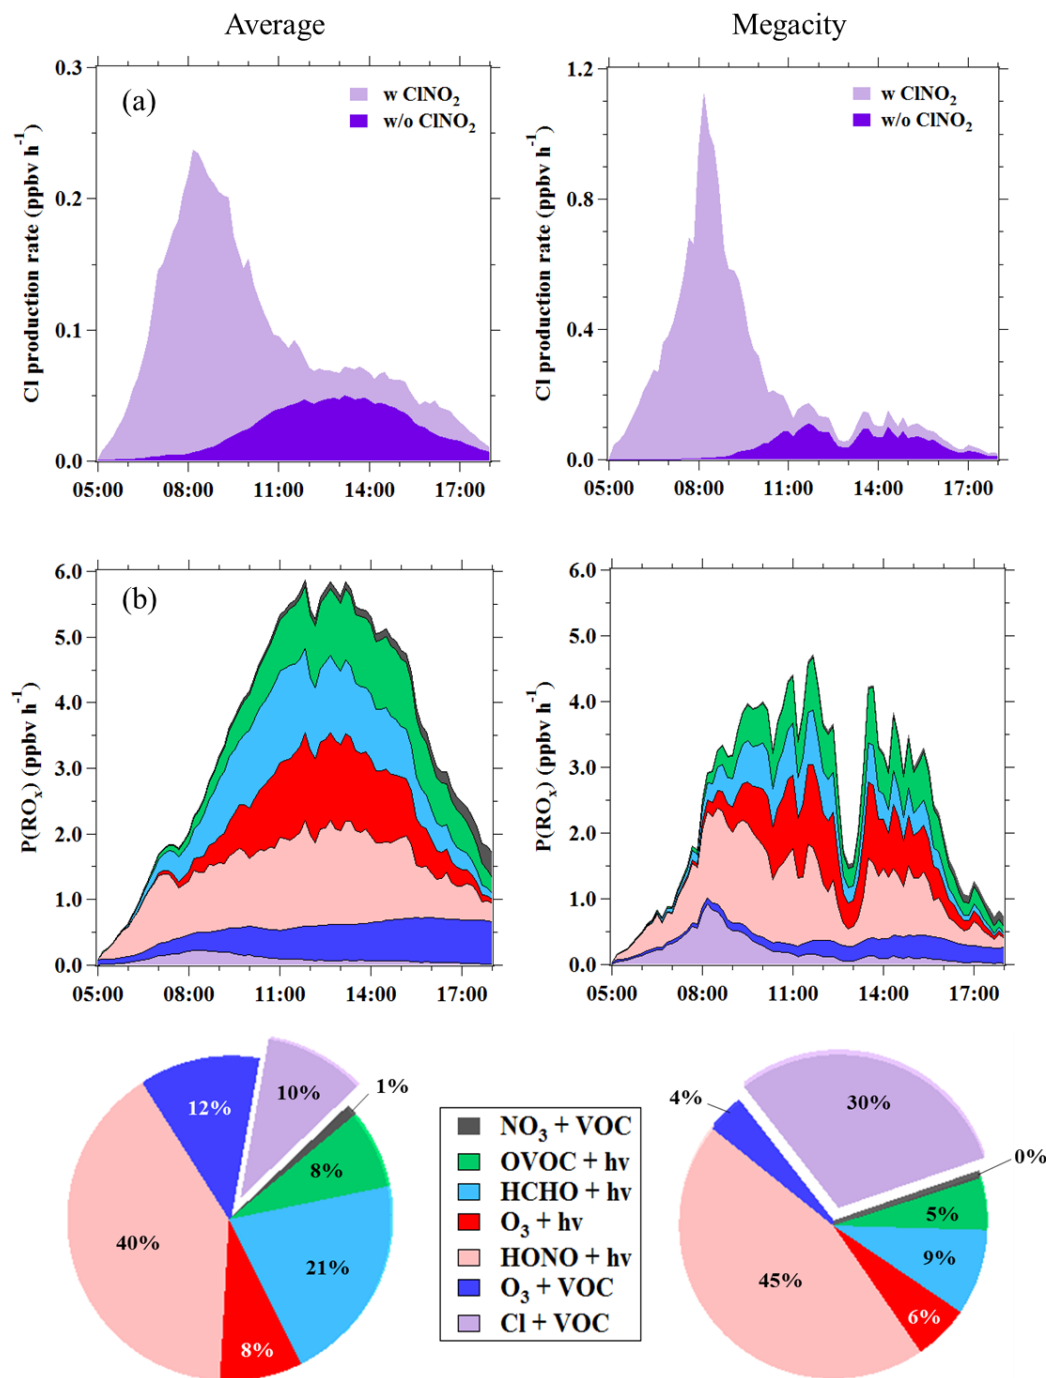 Average
Megacity
(a)
w ClNO₂
w/o ClNO₂
Cl production rate (ppbv h⁻¹)
0.3
0.2
0.1
0.0
05:00 08:00 11:00 14:00 17:00
w ClNO₂
w/o ClNO₂
Cl production rate (ppbv h⁻¹)
1.2
0.8
0.4
0.0
05:00 08:00 11:00 14:00 17:00
(b)
P(ROₓ) (ppbv h⁻¹)
6.0
5.0
4.0
3.0
2.0
1.0
0.0
05:00 08:00 11:00 14:00 17:00
P(ROₓ) (ppbv h⁻¹)
6.0
5.0
4.0
3.0
2.0
1.0
0.0
05:00 08:00 11:00 14:00 17:00
12%
10%
1%
8%
21%
8%
40%
NO₃ + VOC
OVOC + hv
HCHO + hv
O₃ + hv
HONO + hv
O₃ + VOC
Cl + VOC
4%
30%
0%
5%
9%
6%
45%